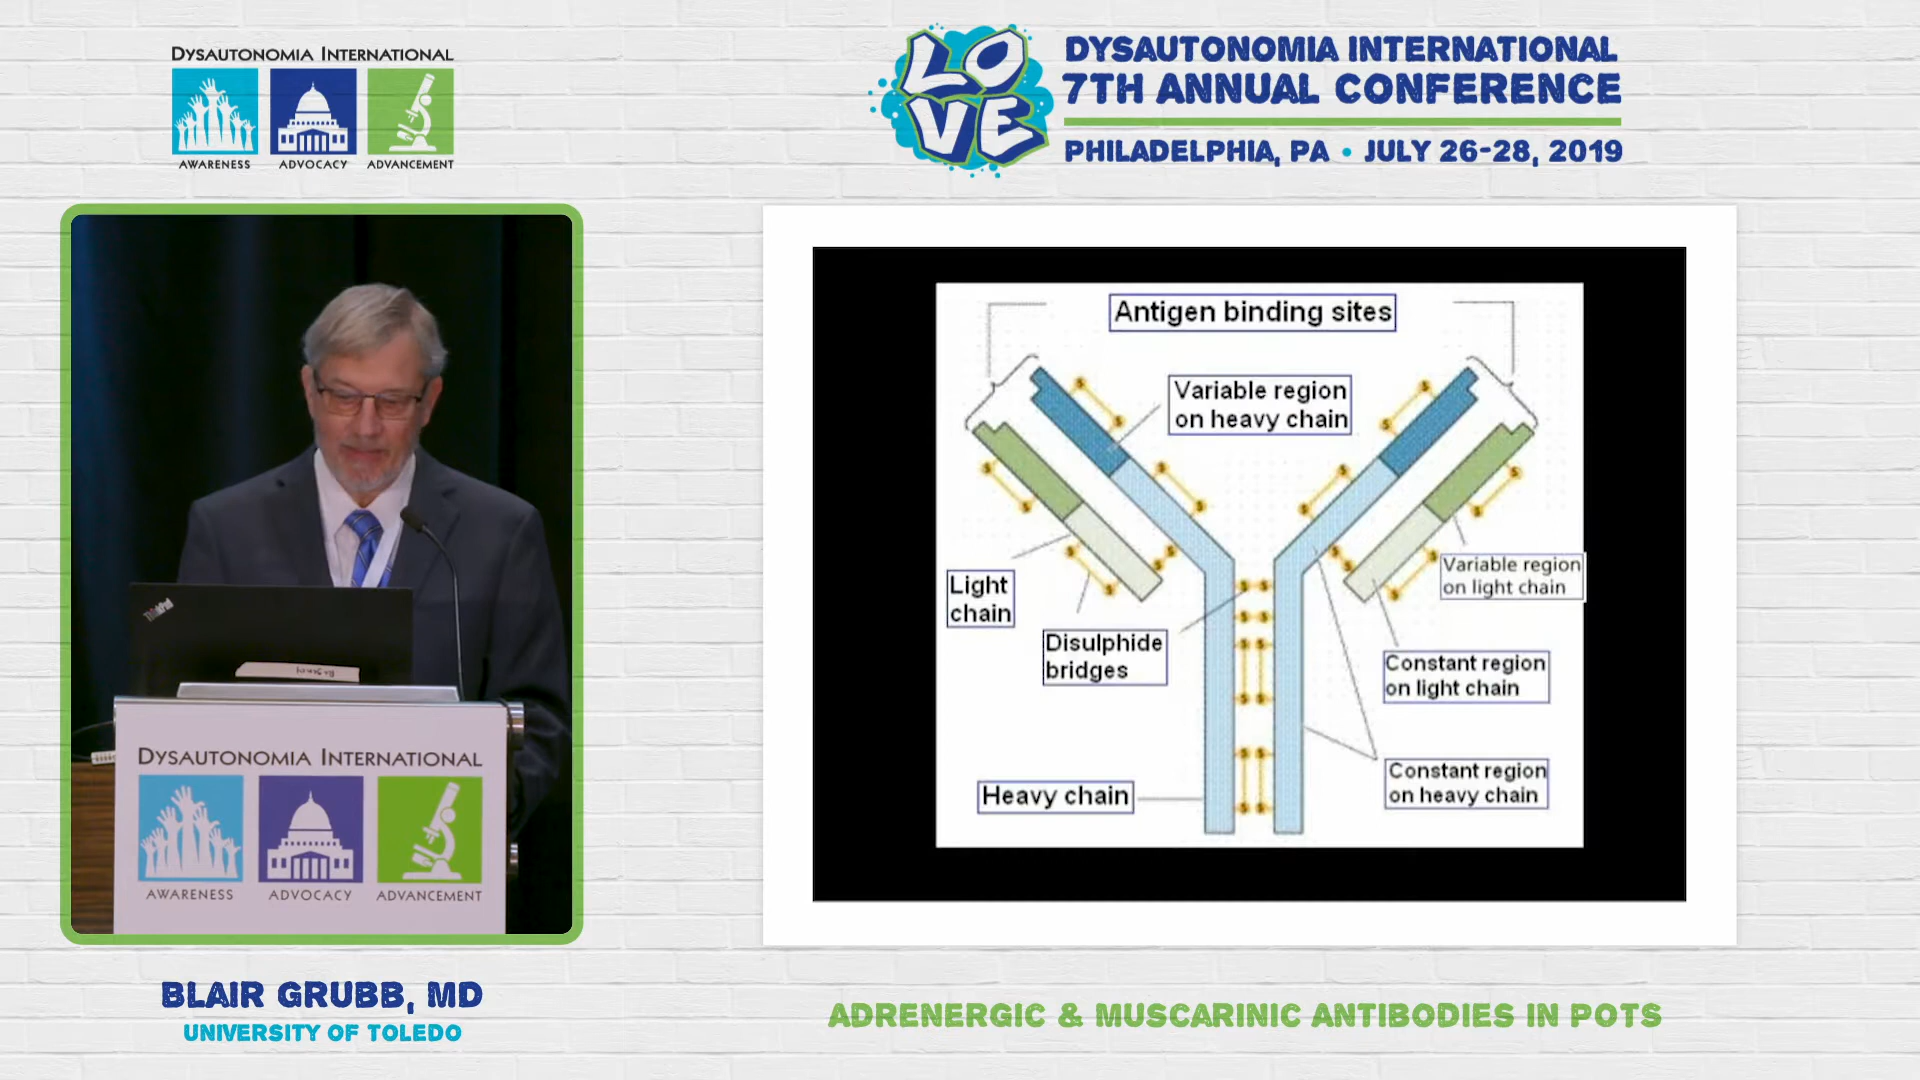 DYSAUTONOMIA INTERNATIONAL
AWARENESS
ADVOCACY
ADVANCEMENT
LOVE
DYSAUTONOMIA INTERNATIONAL
7TH ANNUAL CONFERENCE
PHILADELPHIA, PA • JULY 26-28, 2019
ThinkPad
DYSAUTONOMIA INTERNATIONAL
AWARENESS
ADVOCACY
ADVANCEMENT
Antigen binding sites
Variable region
on heavy chain
Light
chain
Disulphide
bridges
Variable region
on light chain
Constant region
on light chain
Heavy chain
Constant region
on heavy chain
BLAIR GRUBB, MD
UNIVERSITY OF TOLEDO
ADRENERGIC & MUSCARINIC ANTIBODIES IN POTS